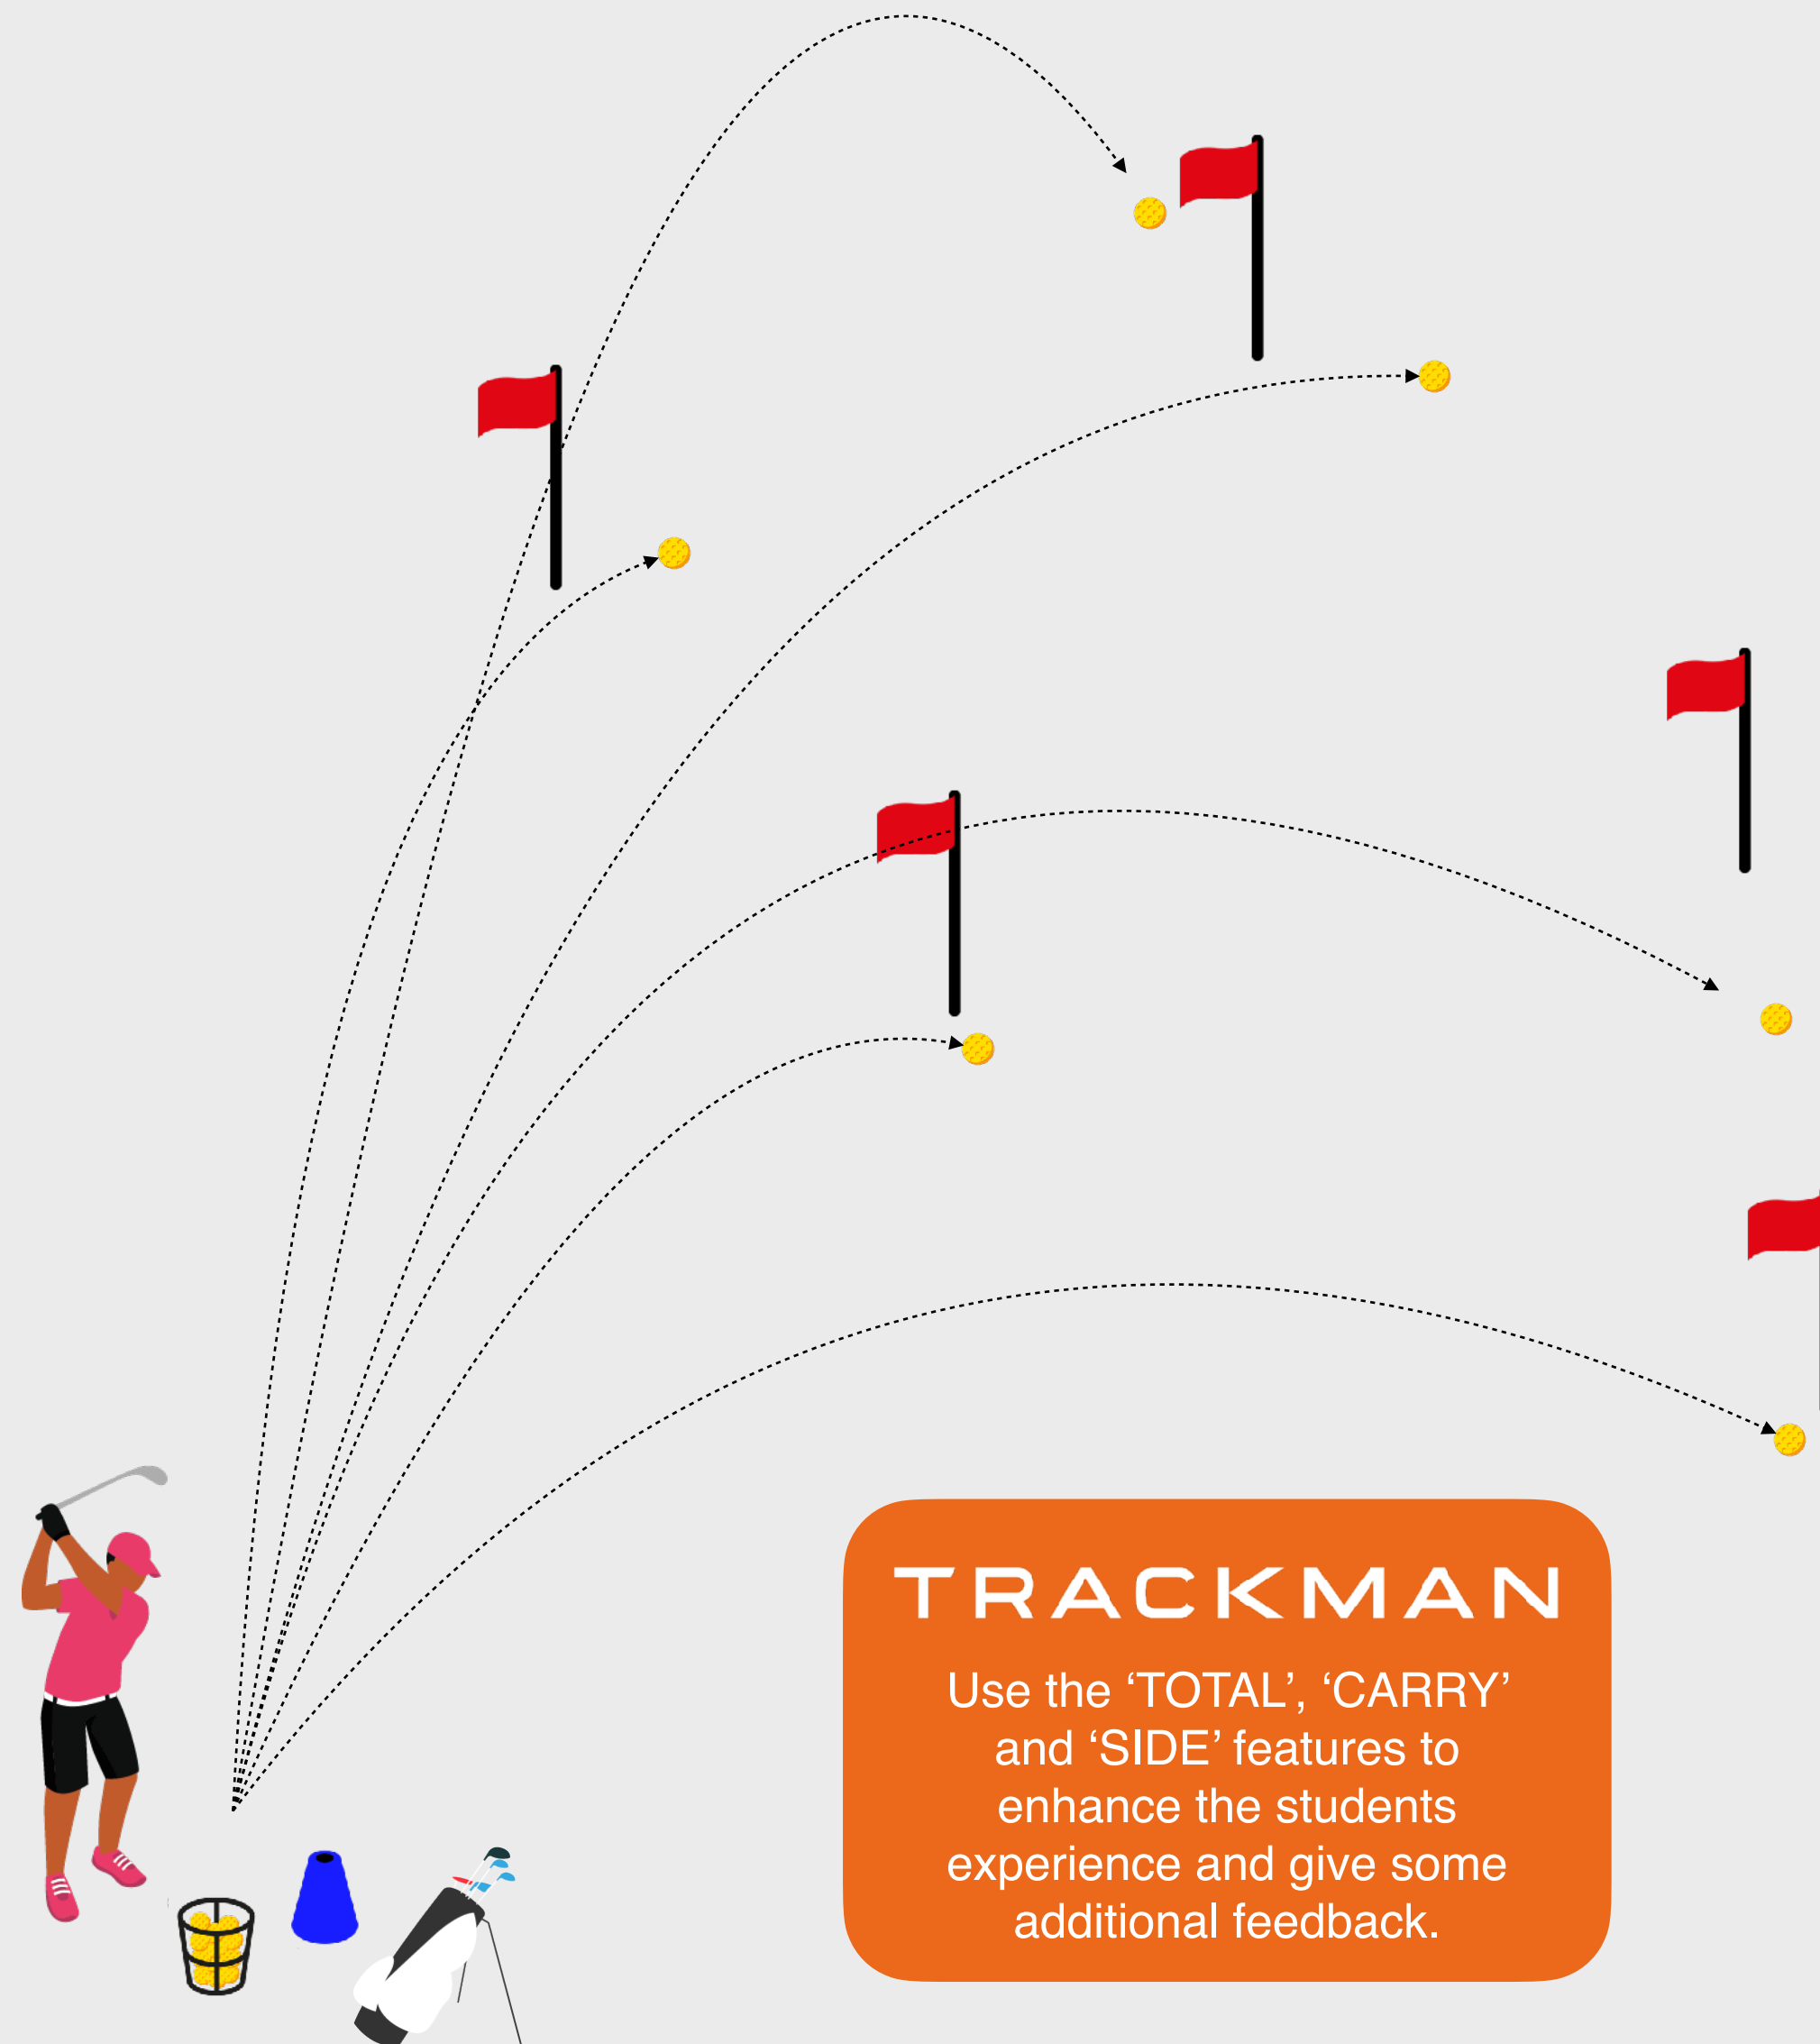 TRACKMAN
Use the ‘TOTAL’, ‘CARRY’
and ‘SIDE’ features to
enhance the students
experience and give some
additional feedback.